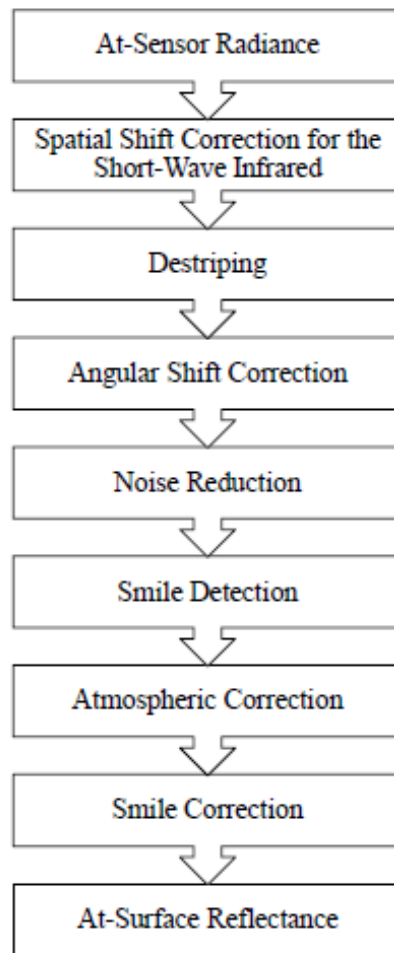 At-Sensor Radiance
Spatial Shift Correction for the
Short-Wave Infrared
Destriping
Angular Shift Correction
Noise Reduction
Smile Detection
Atmospheric Correction
Smile Correction
At-Surface Reflectance